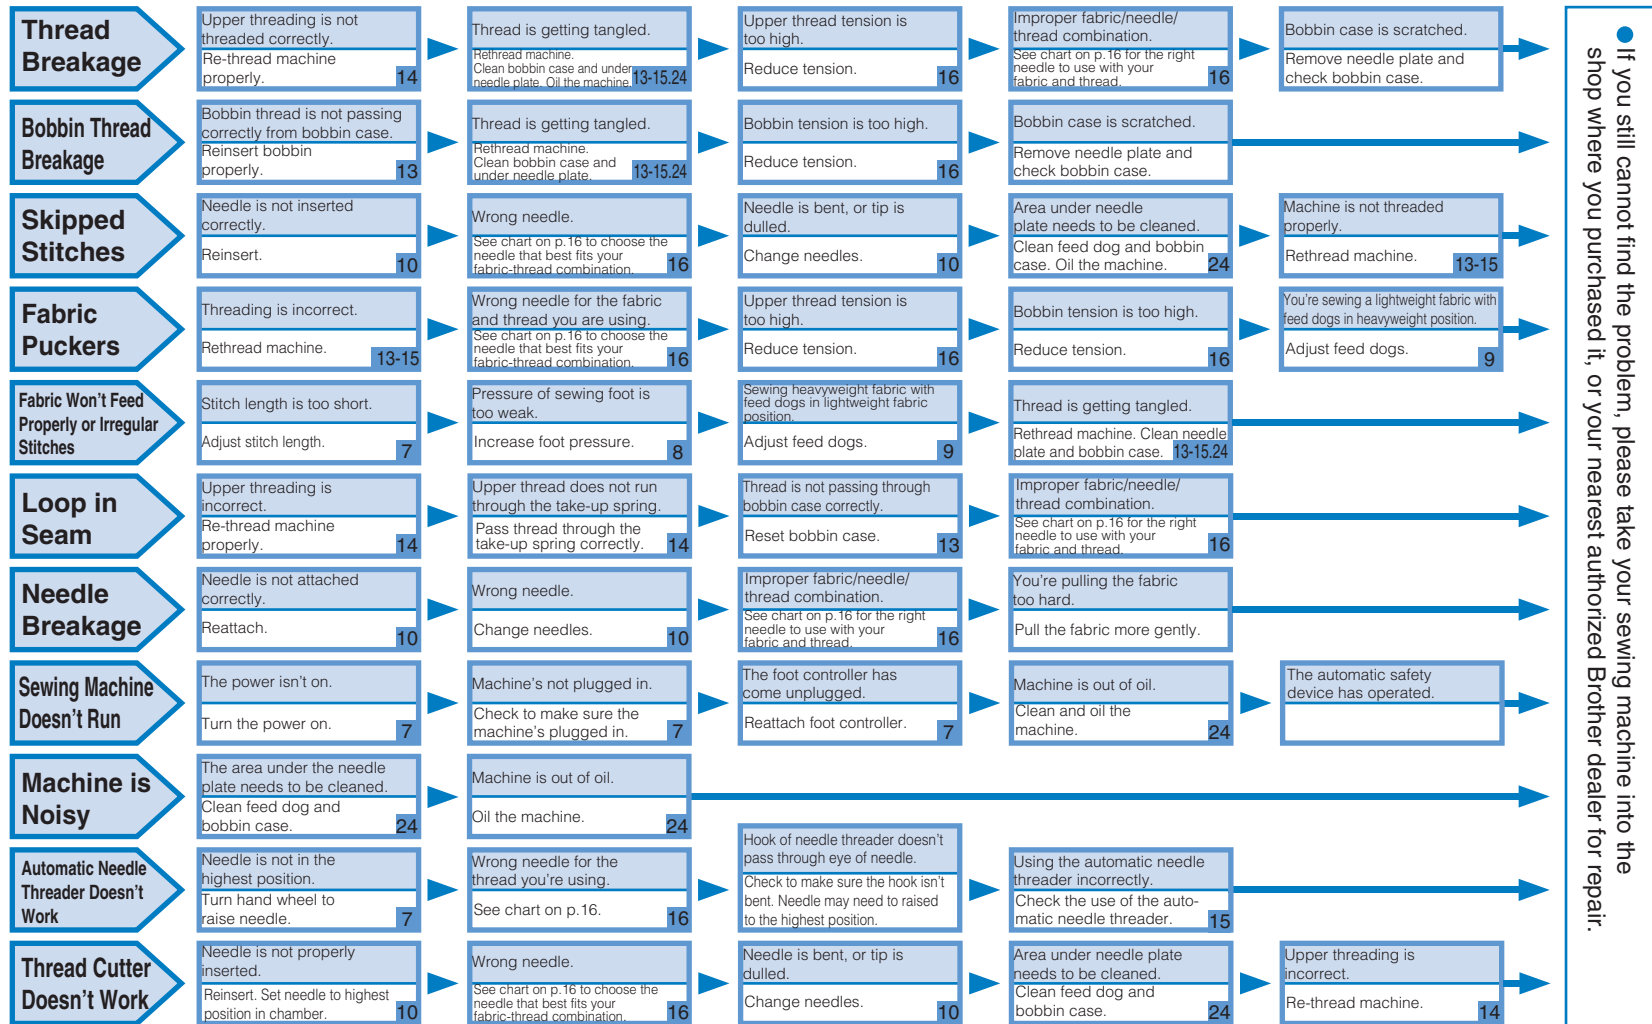 Thread
Breakage
Upper threading is not
threaded correctly.
Re-thread machine
properly.
14
Thread is getting tangled.
Rethread machine.
Clean bobbin case and under
needle plate. Oil the machine.
13-15.24
Upper thread tension is
too high.
Reduce tension.
16
Improper fabric/needle/
thread combination.
See chart on p.16 for the right
needle to use with your
fabric and thread.
16
Bobbin case is scratched.
Remove needle plate and
check bobbin case.
Bobbin Thread
Breakage
Bobbin thread is not passing
correctly from bobbin case.
Reinsert bobbin
properly.
13
Thread is getting tangled.
Rethread machine.
Clean bobbin case and
under needle plate.
13-15.24
Bobbin tension is too high.
Reduce tension.
16
Bobbin case is scratched.
Remove needle plate and
check bobbin case.
Skipped
Stitches
Needle is not inserted
correctly.
Reinsert.
10
Wrong needle.
See chart on p.16 to choose the
needle that best fits your
fabric-thread combination.
16
Needle is bent, or tip is
dulled.
Change needles.
10
Area under needle
plate needs to be cleaned.
Clean feed dog and bobbin
case. Oil the machine.
24
Machine is not threaded
properly.
Rethread machine.
13-15
Fabric
Puckers
Threading is incorrect.
Rethread machine.
13-15
Wrong needle for the fabric
and thread you are using.
See chart on p.16 to choose the
needle that best fits your
fabric-thread combination.
16
Upper thread tension is
too high.
Reduce tension.
16
Bobbin tension is too high.
Reduce tension.
16
You're sewing a lightweight fabric with
feed dogs in heavyweight position.
Adjust feed dogs.
9
Fabric Won't Feed
Properly or Irregular
Stitches
Stitch length is too short.
Adjust stitch length.
7
Pressure of sewing foot is
too weak.
Increase foot pressure.
8
Sewing heavyweight fabric with
feed dogs in lightweight fabric
position.
Adjust feed dogs.
9
Thread is getting tangled.
Rethread machine. Clean needle
plate and bobbin case.
13-15.24
Loop in
Seam
Upper threading is
incorrect.
Re-thread machine
properly.
14
Upper thread does not run
through the take-up spring.
Pass thread through the
take-up spring correctly.
14
Thread is not passing through
bobbin case correctly.
Reset bobbin case.
13
Improper fabric/needle/
thread combination.
See chart on p.16 for the right
needle to use with your
fabric and thread.
16
Needle
Breakage
Needle is not attached
correctly.
Reattach.
10
Wrong needle.
Change needles.
10
Improper fabric/needle/
thread combination.
See chart on p.16 for the right
needle to use with your
fabric and thread.
16
You're pulling the fabric
too hard.
Pull the fabric more gently.
Sewing Machine
Doesn't Run
The power isn't on.
Turn the power on.
7
Machine's not plugged in.
Check to make sure the
machine's plugged in.
7
The foot controller has
come unplugged.
Reattach foot controller.
7
Machine is out of oil.
Clean and oil the
machine.
24
The automatic safety
device has operated.
Machine is
Noisy
The area under the needle
plate needs to be cleaned.
Clean feed dog and
bobbin case.
24
Machine is out of oil.
Oil the machine.
24
Automatic Needle
Threader Doesn't
Work
Needle is not in the
highest position.
Turn hand wheel to
raise needle.
7
Wrong needle for the
thread you're using.
See chart on p.16.
16
Hook of needle threader doesn't
pass through eye of needle.
Check to make sure the hook isn't
bent. Needle may need to raised
to the highest position.
Using the automatic needle
threader incorrectly.
Check the use of the auto-
matic needle threader.
15
Thread Cutter
Doesn't Work
Needle is not properly
inserted.
Reinsert. Set needle to highest
position in chamber.
10
Wrong needle.
See chart on p.16 to choose the
needle that best fits your
fabric-thread combination.
16
Needle is bent, or tip is
dulled.
Change needles.
10
Area under needle plate
needs to be cleaned.
Clean feed dog and
bobbin case.
24
Upper threading is
incorrect.
Re-thread machine.
14
● If you still cannot find the problem, please take your sewing machine into the
shop where you purchased it, or your nearest authorized Brother dealer for repair.